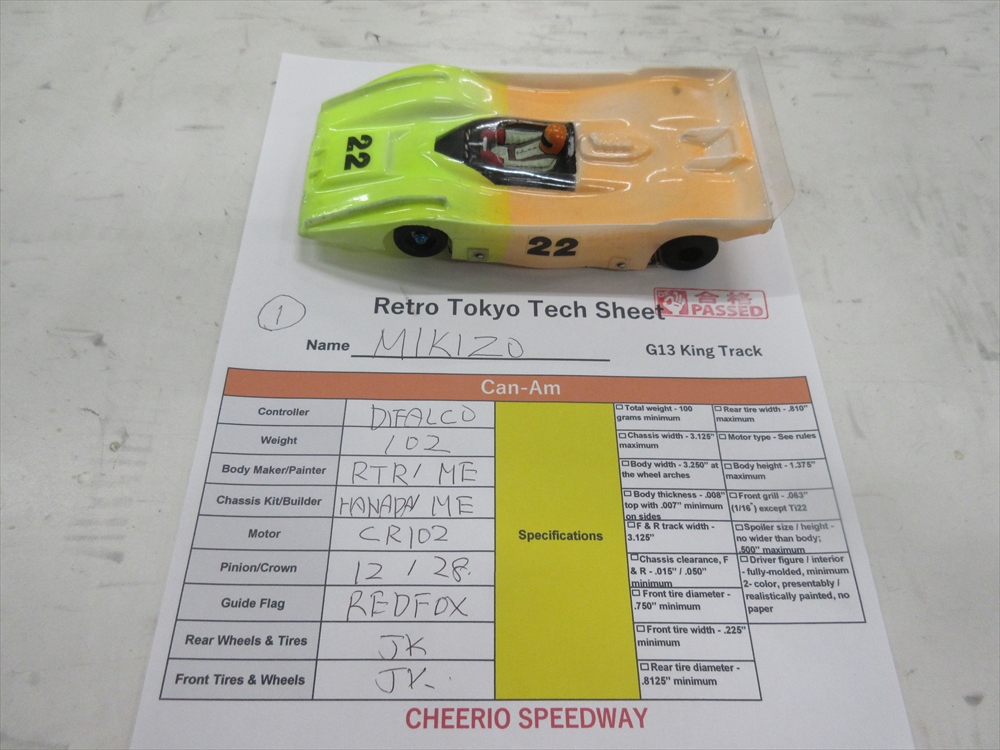 22
22
Retro Tokyo Tech Sheet
合格
PASSED
1
Name MIKIZO
G13 King Track
Can-Am
Controller DIFALCO
Weight 102
Body Maker/Painter RTR/ ME
Chassis Kit/Builder HANADA/ ME
Motor CR102
Pinion/Crown 12 / 28.
Guide Flag REDFOX
Rear Wheels & Tires JK
Front Tires & Wheels JK.
Specifications
Total weight - 100
grams minimum
Chassis width - 3.125"
maximum
Body width - 3.250" at
the wheel arches
Body thickness - .008"
top with .007" minimum
on sides
F & R track width -
3.125"
Chassis clearance, F
& R - .015" / .050"
minimum
Front tire diameter -
.750" minimum
Front tire width - .225"
minimum
Rear tire diameter -
.8125" minimum
Rear tire width - .810"
maximum
Motor type - See rules
Body height - 1.375"
maximum
Front grill - .063"
(1/16") except Ti22
Spoiler size / height -
no wider than body;
.500" maximum
Driver figure / interior
- fully-molded, minimum
2- color, presentably /
realistically painted, no
paper
CHEERIO SPEEDWAY